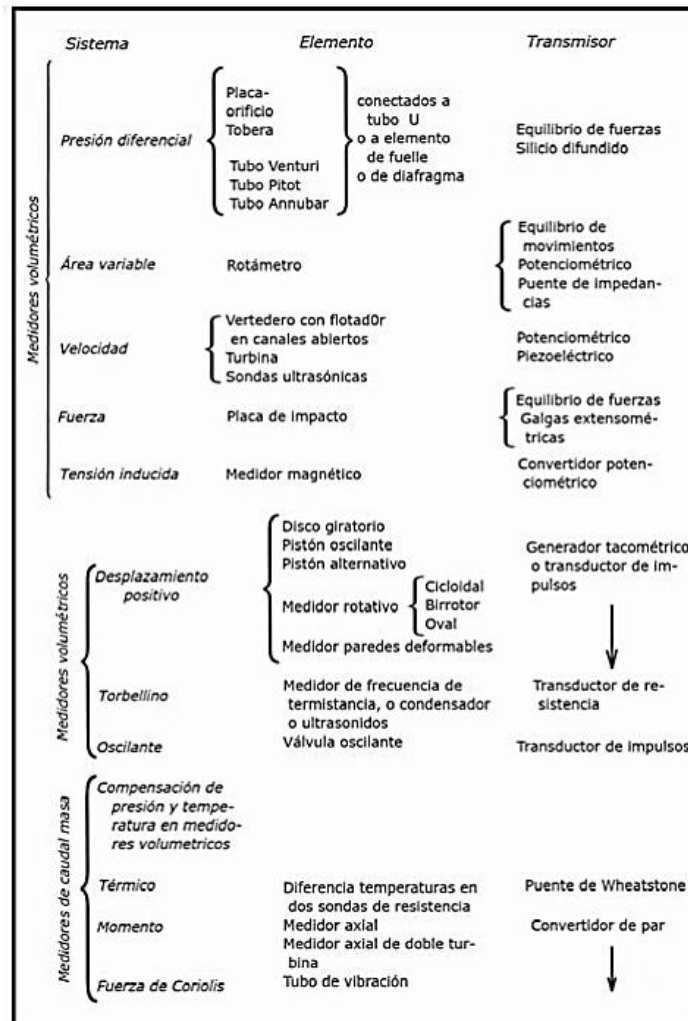 Sistema Elemento Transmisor
Medidores volumétricos
Presión diferencial
Placa-
orificio
Tobera
Tubo Venturi
Tubo Pitot
Tubo Annubar
conectados a
tubo U
o a elemento
de fuelle
o de diafragma
Equilibrio de fuerzas
Silicio difundido
Área variable
Rotámetro
Equilibrio de
movimientos
Potenciométrico
Puente de impedan-
cias
Velocidad
Vertedero con flotad0r
en canales abiertos
Turbina
Sondas ultrasónicas
Potenciométrico
Piezoeléctrico
Fuerza
Placa de impacto
Equilibrio de fuerzas
Galgas extensomé-
tricas
Tensión inducida
Medidor magnético
Convertidor poten-
ciométrico
Medidores volumétricos
Desplazamiento
positivo
Disco giratorio
Pistón oscilante
Pistón alternativo
Medidor rotativo
Cicloidal
Birrotor
Oval
Medidor paredes deformables
Generador tacométrico
o transductor de im-
pulsos
Torbellino
Medidor de frecuencia de
termistancia, o condensador
o ultrasonidos
Transductor de re-
sistencia
Oscilante
Válvula oscilante
Transductor de impulsos
Medidores de caudal masa
Compensación de
presión y tempe-
ratura en medido-
res volumetricos
Térmico
Diferencia temperaturas en
dos sondas de resistencia
Puente de Wheatstone
Momento
Medidor axial
Medidor axial de doble tur-
bina
Convertidor de par
Fuerza de Coriolis
Tubo de vibración